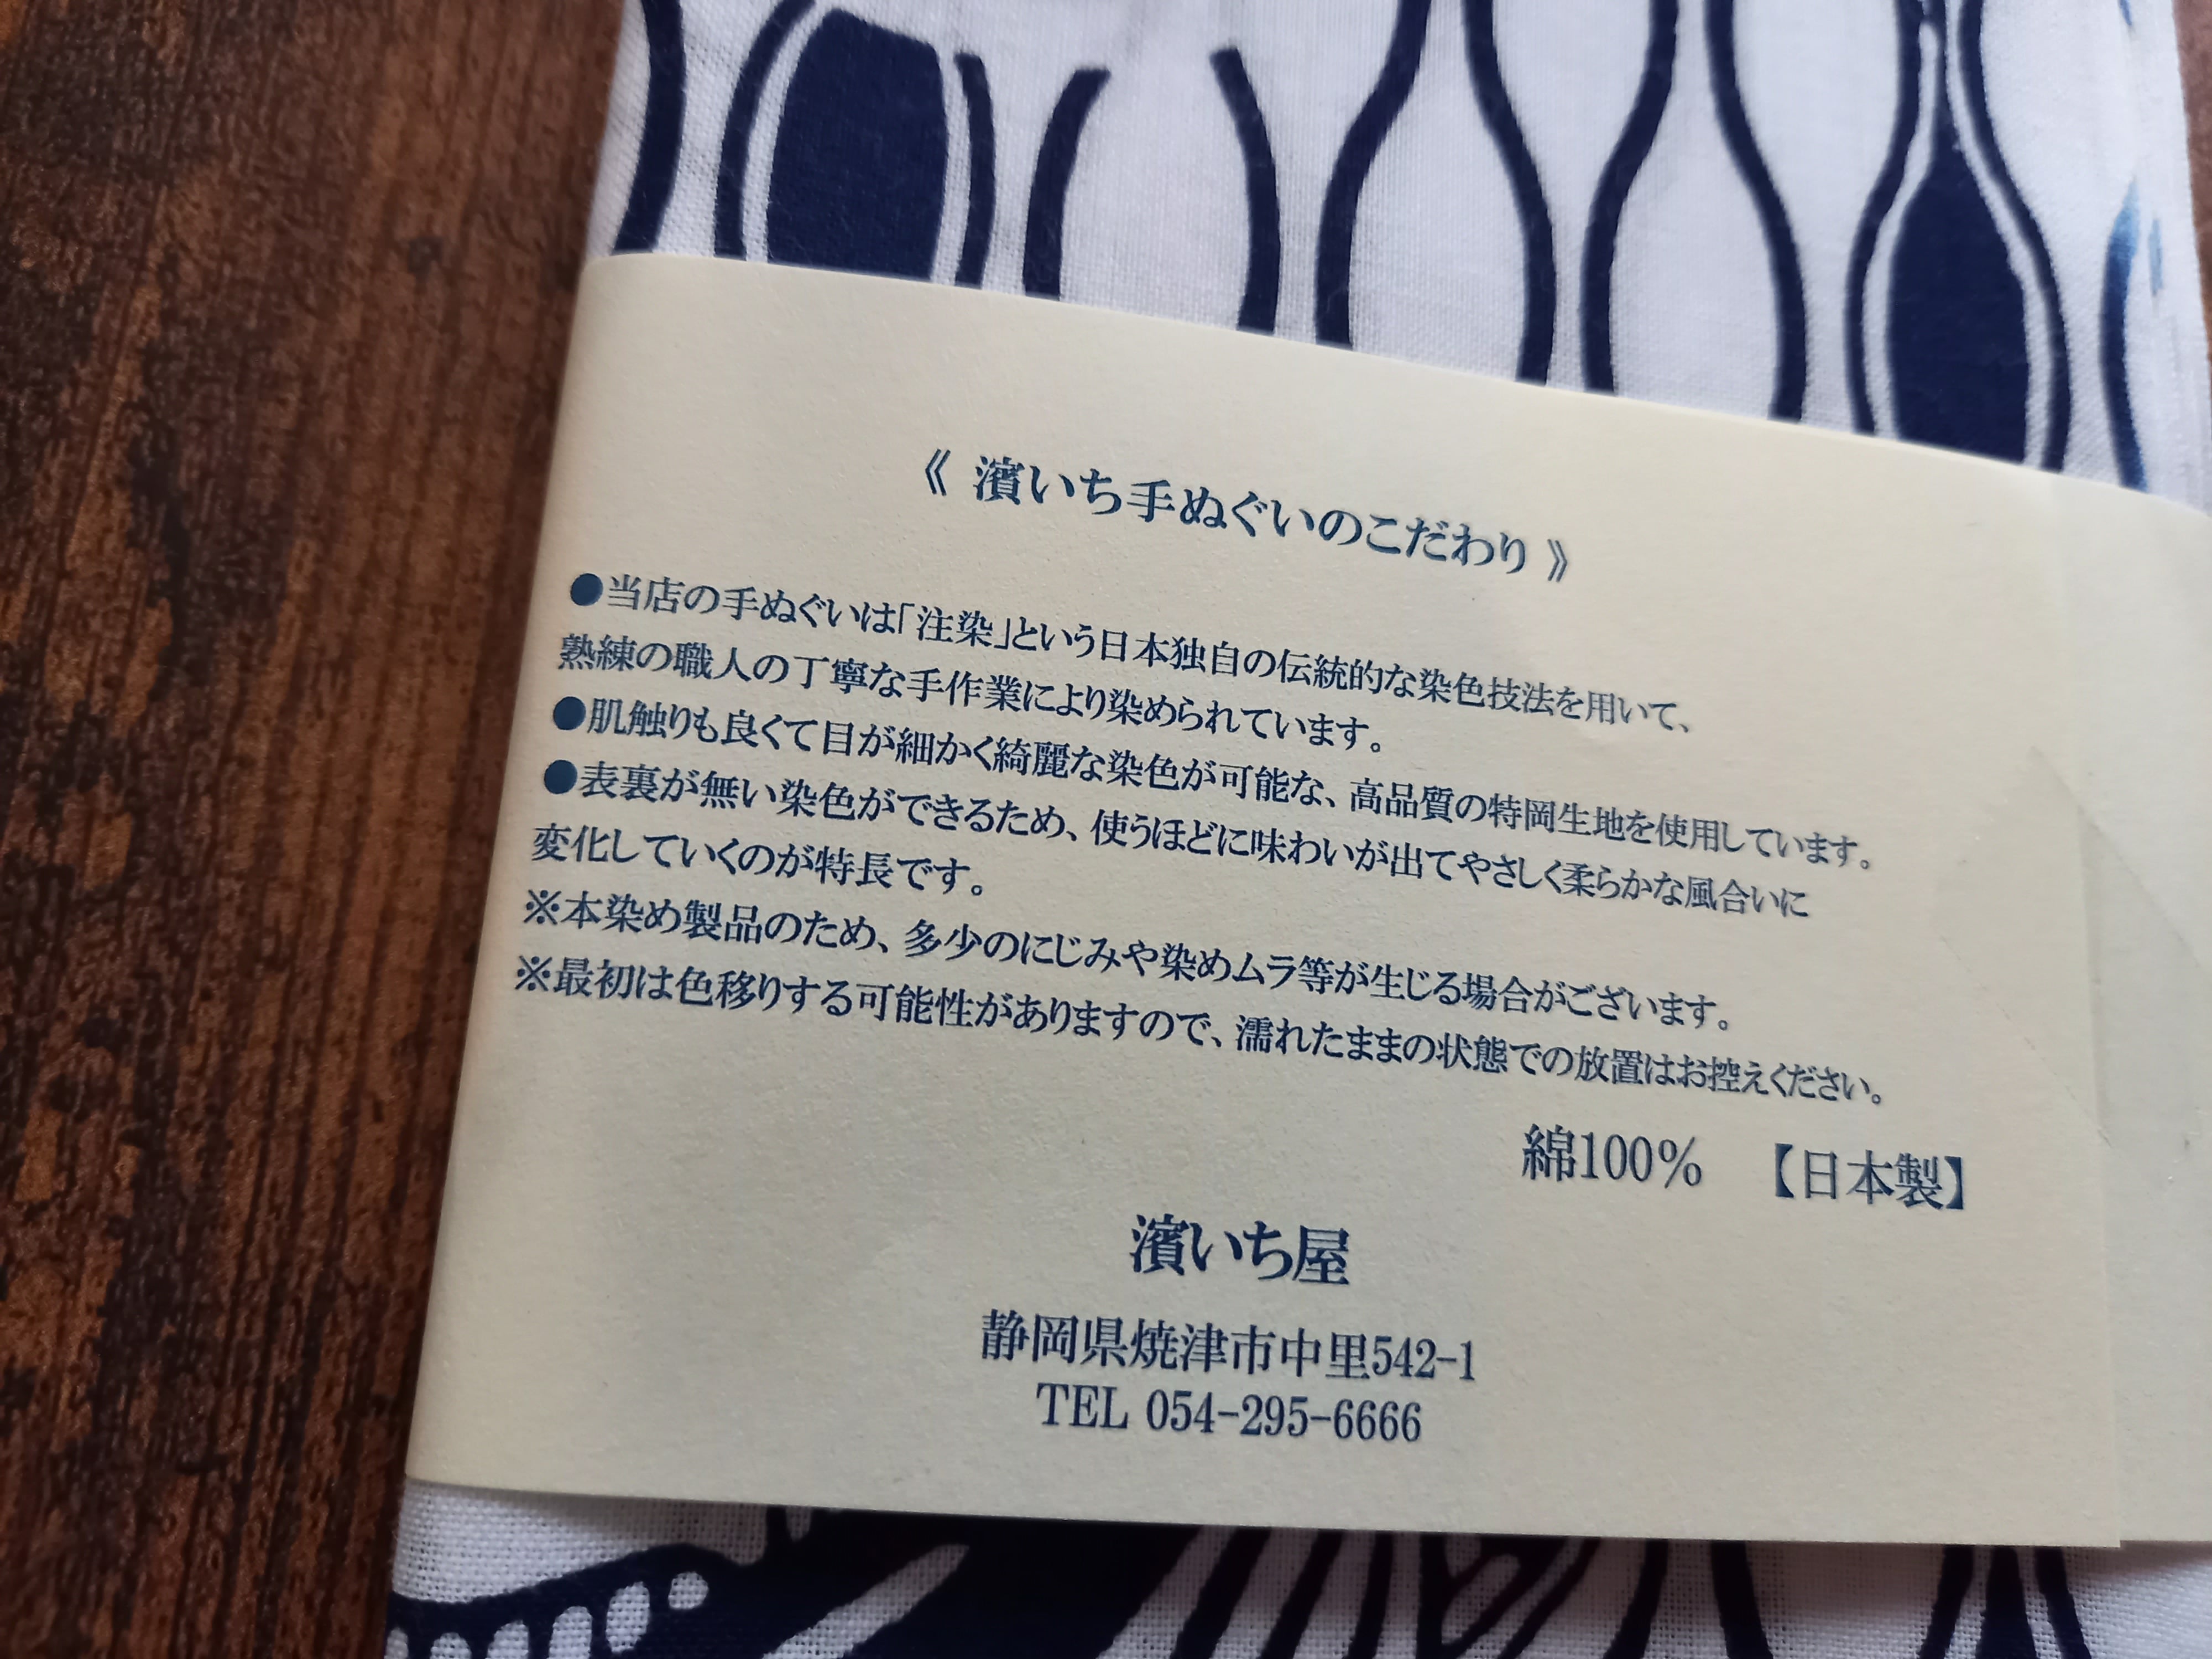 《 濱いち手ぬぐいのこだわり 》
●当店の手ぬぐいは「注染」という日本独自の伝統的な染色技法を用いて、
熟練の職人の丁寧な手作業により染められています。
●肌触りも良くて目が細かく綺麗な染色が可能な、高品質の特岡生地を使用しています。
●表裏が無い染色ができるため、使うほどに味わいが出てやさしく柔らかな風合いに
変化していくのが特長です。
※本染め製品のため、多少のにじみや染めムラ等が生じる場合がございます。
※最初は色移りする可能性がありますので、濡れたままの状態での放置はお控えください。
綿100% 【日本製】
濱いち屋
静岡県焼津市中里542-1
TEL 054-295-6666